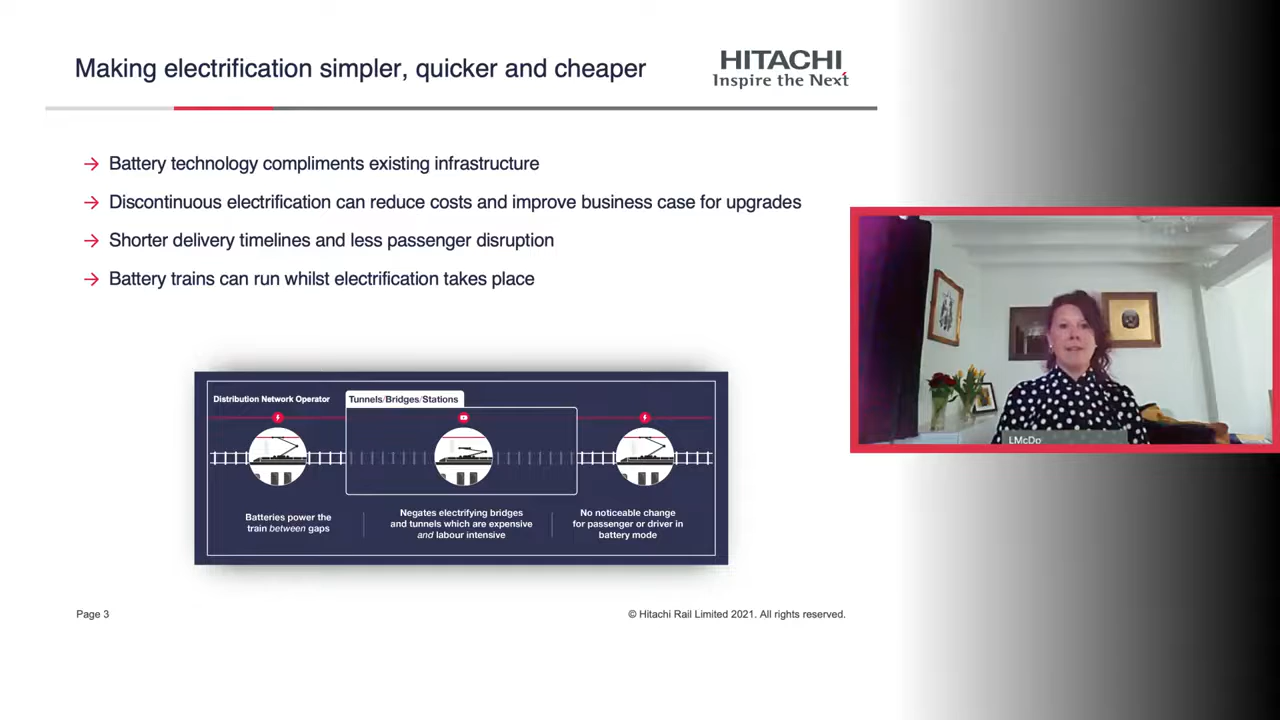 Making electrification simpler, quicker and cheaper
HITACHI
Inspire the Next
Battery technology compliments existing infrastructure
Discontinuous electrification can reduce costs and improve business case for upgrades
Shorter delivery timelines and less passenger disruption
Battery trains can run whilst electrification takes place
Distribution Network Operator
Tunnels/Bridges/Stations
Batteries power the
train between gaps
Negates electrifying bridges
and tunnels which are expensive
and labour intensive
No noticeable change
for passenger or driver in
battery mode
LMcDo
Page 3
© Hitachi Rail Limited 2021. All rights reserved.